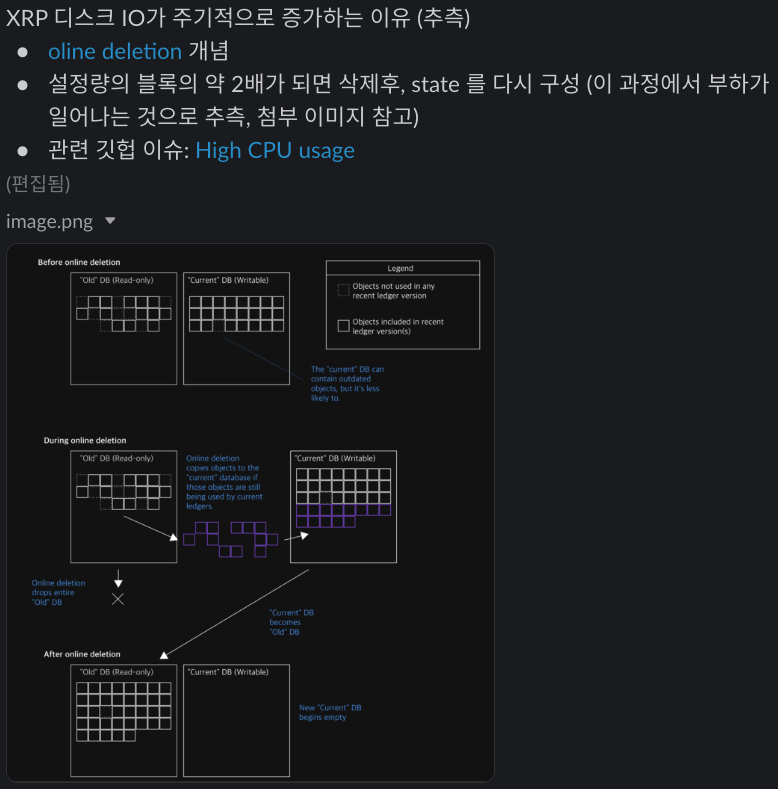 XRP 디스크 IO가 주기적으로 증가하는 이유 (추측)
oline deletion 개념
설정량의 블록의 약 2배가 되면 삭제후, state 를 다시 구성 (이 과정에서 부하가
일어나는 것으로 추측, 첨부 이미지 참고)
관련 깃헙 이슈: High CPU usage
(편집됨)
image.png
Before online deletion
"Old" DB (Read-only)
"Current" DB (Writable)
Legend
Objects not used in any
recent ledger version
Objects included in recent
ledger version(s)
The "current" DB can
contain outdated
objects, but it's less
likely to.
During online deletion
"Old" DB (Read-only)
Online deletion
copies objects to the
"current" database if
those objects are still
being used by current
ledgers.
"Current" DB (Writable)
Online deletion
drops entire
"Old" DB
"Current" DB
becomes
"Old" DB
After online deletion
"Old" DB (Read-only)
"Current" DB (Writable)
New "Current" DB
begins empty